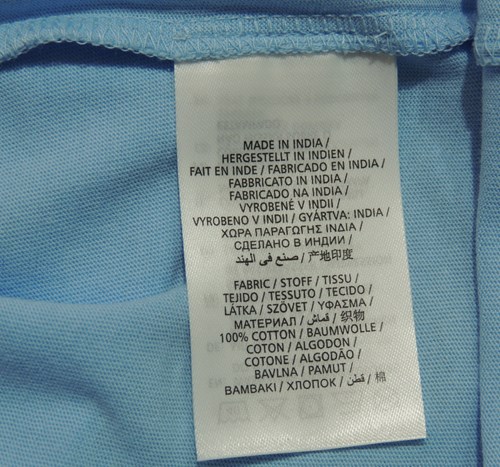 MADE IN INDIA /
HERGESTELLT IN INDIEN /
FAIT EN INDE / FABRICADO EN INDIA /
FABBRICATO IN INDIA /
FABRICADO NA INDIA /
VYROBENÉ V INDII /
VYROBENO V INDII / GYÁRTVA: INDIA /
ΧΩΡΑ ΠΑΡΑΓΩΓΗΣ ΙΝΔΙΑ /
СДЕЛАНО В ИНДИИ /
صنع في الهند / 产地印度
FABRIC / STOFF / TISSU /
TEJIDO / TESSUTO / TECIDO /
LÁTKA / SZÖVET / ΥΦΑΣΜΑ /
МАТЕРИАЛ / قماش / 织物
100% COTTON / BAUMWOLLE /
COTON / ALGODON /
COTONE / ALGODÃO /
BAVLNA / PAMUT /
ΒΑΜΒΑΚΙ / ХЛОПОК / قطن / 棉